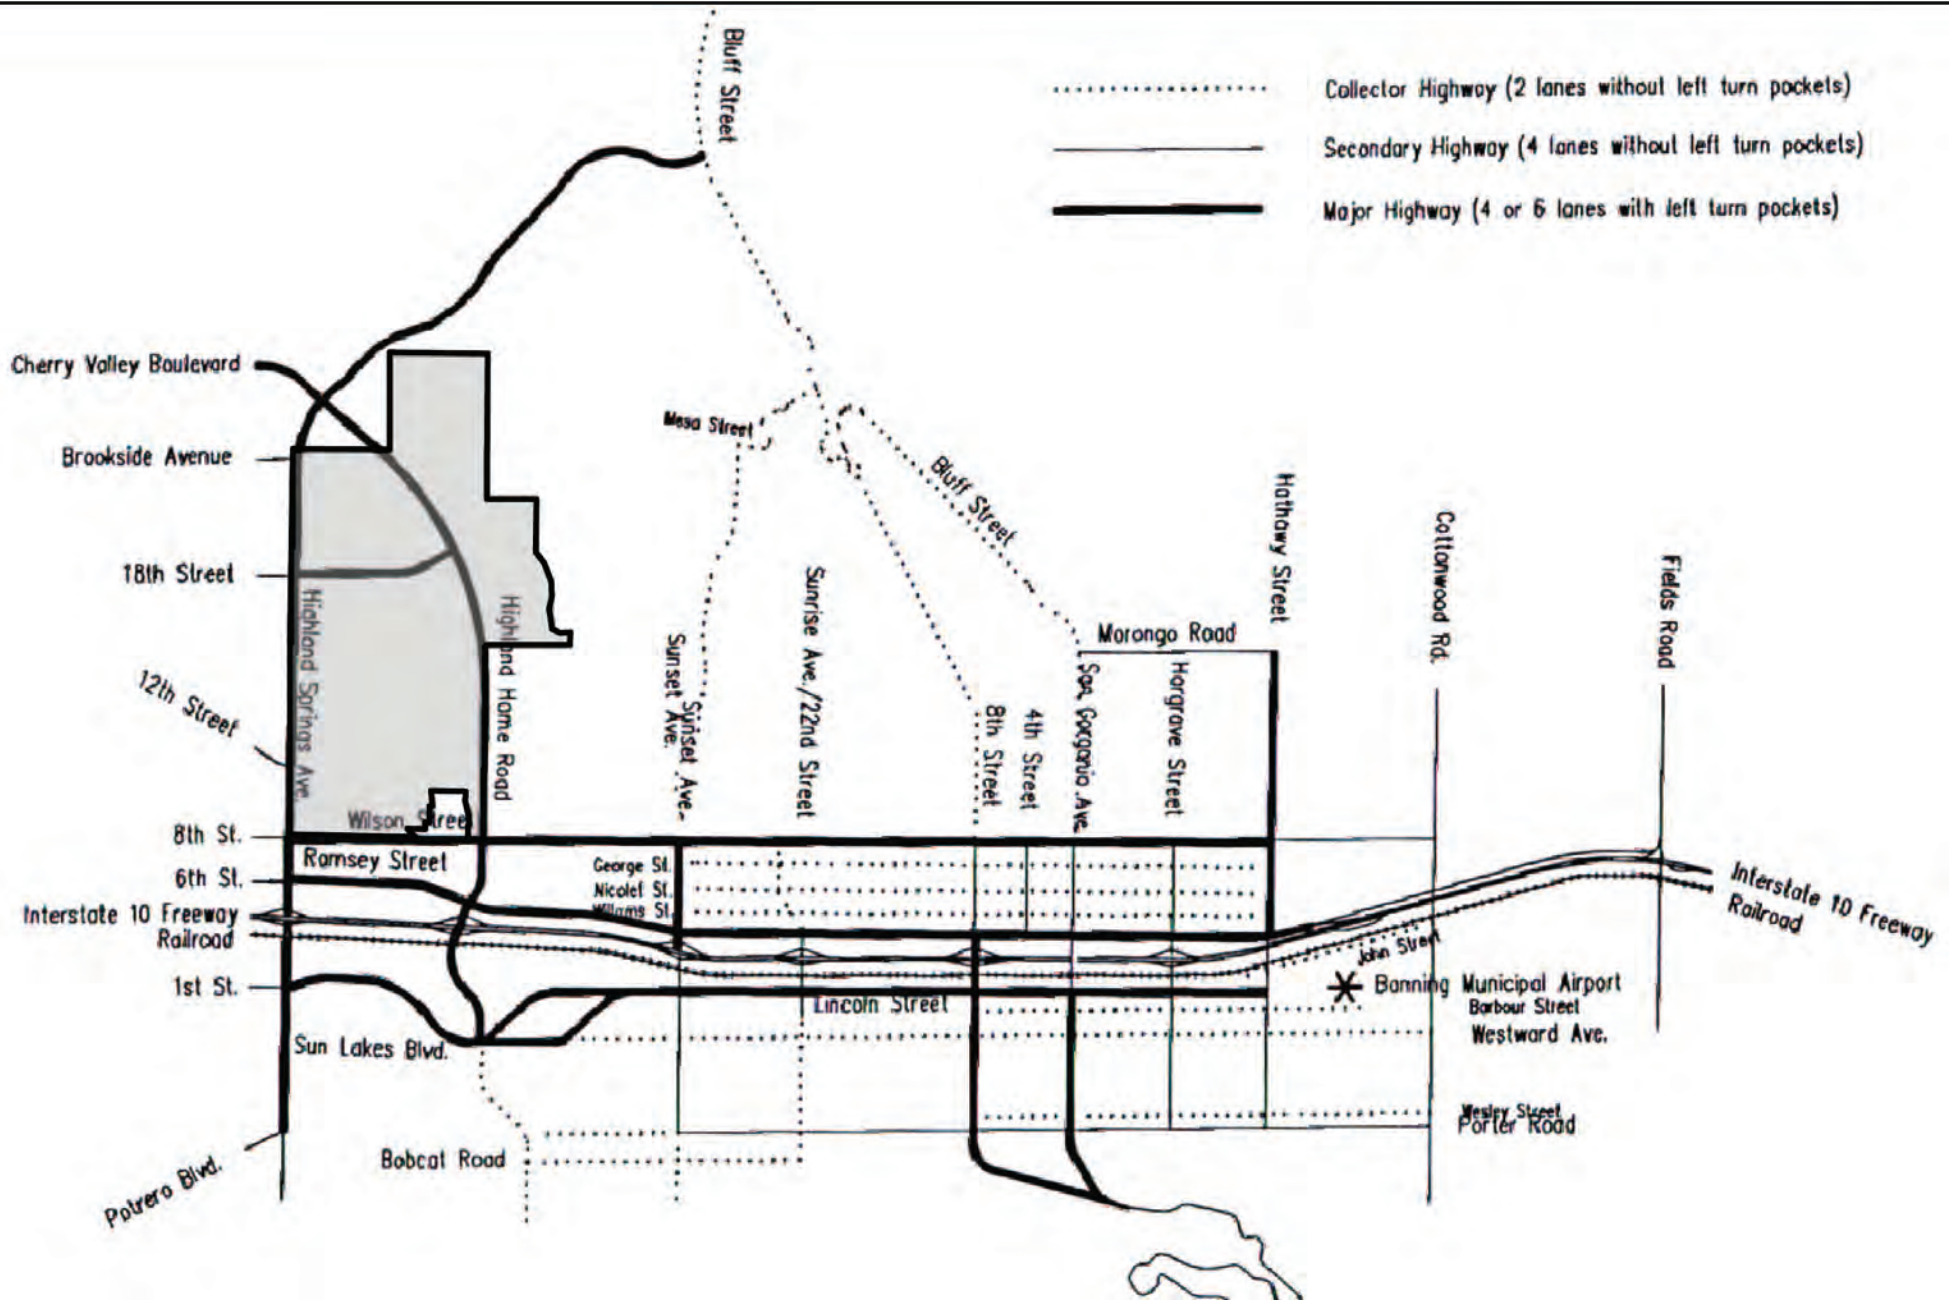 Bluff Street
Collector Highway (2 lanes without left turn pockets)
Secondary Highway (4 lanes without left turn pockets)
Major Highway (4 or 6 lanes with left turn pockets)
Cherry Valley Boulevard
Mesa Street
Brookside Avenue
Bluff Street
Hathawy Street
Cottonwood Rd.
Fields Road
18th Street
Highland Springs Ave.
Highland Home Road
Sunset Ave.
Sunset Ave.
Sunrise Ave./22nd Street
Morongo Road
8th Street
4th Street
San Gorgonio Ave
Hargrave Street
12th Street
Wilson Street
8th St.
Ramsey Street
George St.
6th St.
Nicolet St.
Interstate 10 Freeway
Railroad
Interstate 10 Freeway
Railroad
John Street
1st St.
Banning Municipal Airport
Lincoln Street
Barbour Street
Westward Ave.
Sun Lakes Blvd.
Wesley Street
Porter Road
Bobcat Road
Potrero Blvd.